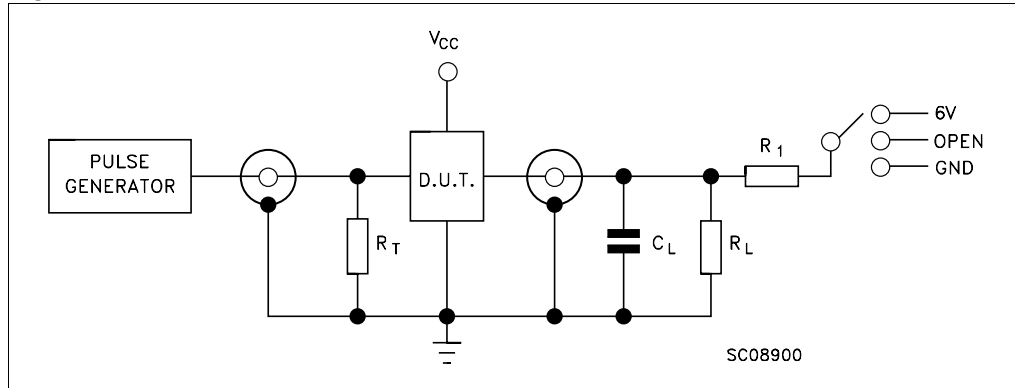 VCC
PULSE
GENERATOR
D.U.T.
RT
CL
RL
R1
6V
OPEN
GND
SC08900